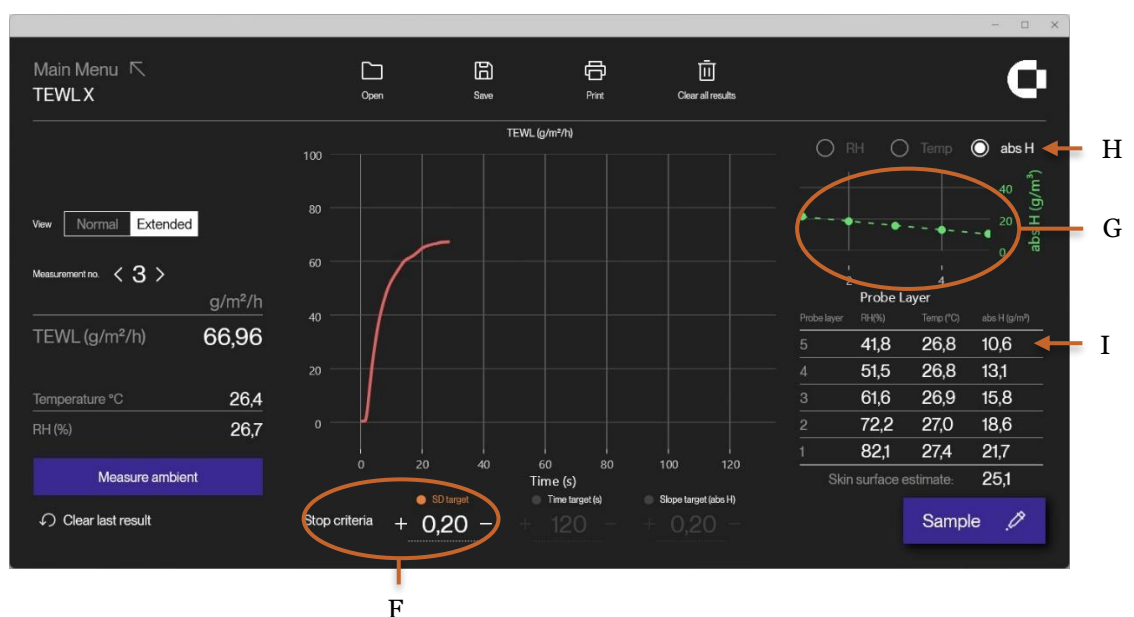 Main Menu
TEWL X
Open
Save
Print
Clear all results
TEWL (g/m²/h)
100
80
60
40
20
0
0
20
40
60
80
100
120
Time (s)
View
Normal
Extended
Measurement no. < 3 >
g/m²/h
TEWL (g/m²/h) 66,96
Temperature °C 26,4
RH (%) 26,7
Measure ambient
Clear last result
Stop criteria
SD target
+ 0,20 −
Time target (s)
+ 120 −
Slope target (abs H)
+ 0,20 −
F
RH
Temp
abs H
H
40
20
0
abs H (g/m³)
G
2
4
Probe Layer
Probe layer RH(%) Temp (°C) abs H (g/m³)
5 41,8 26,8 10,6
I
4 51,5 26,8 13,1
3 61,6 26,9 15,8
2 72,2 27,0 18,6
1 82,1 27,4 21,7
Skin surface estimate: 25,1
Sample